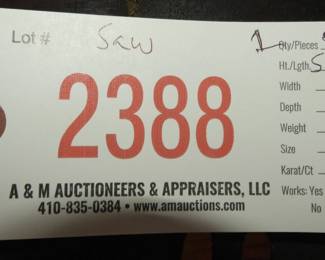 Lot # Saw
2388
A & M AUCTIONEERS & APPRAISERS, LLC
410-835-0384 • www.amauctions.com
Qty/Pieces
Ht./Lgth.
Width
Depth
Weight
Size
Karat/Ct
Works: Yes
No